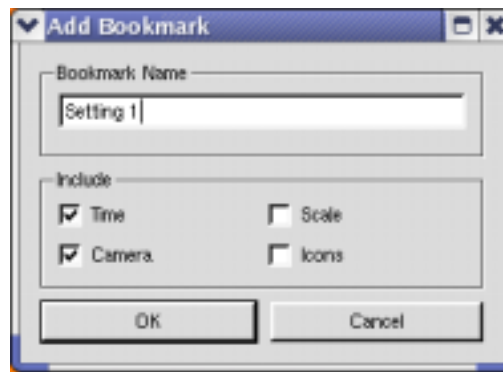 Add Bookmark
Bookmark Name
Setting 1
Include
Time
Scale
Camera
Icons
OK
Cancel